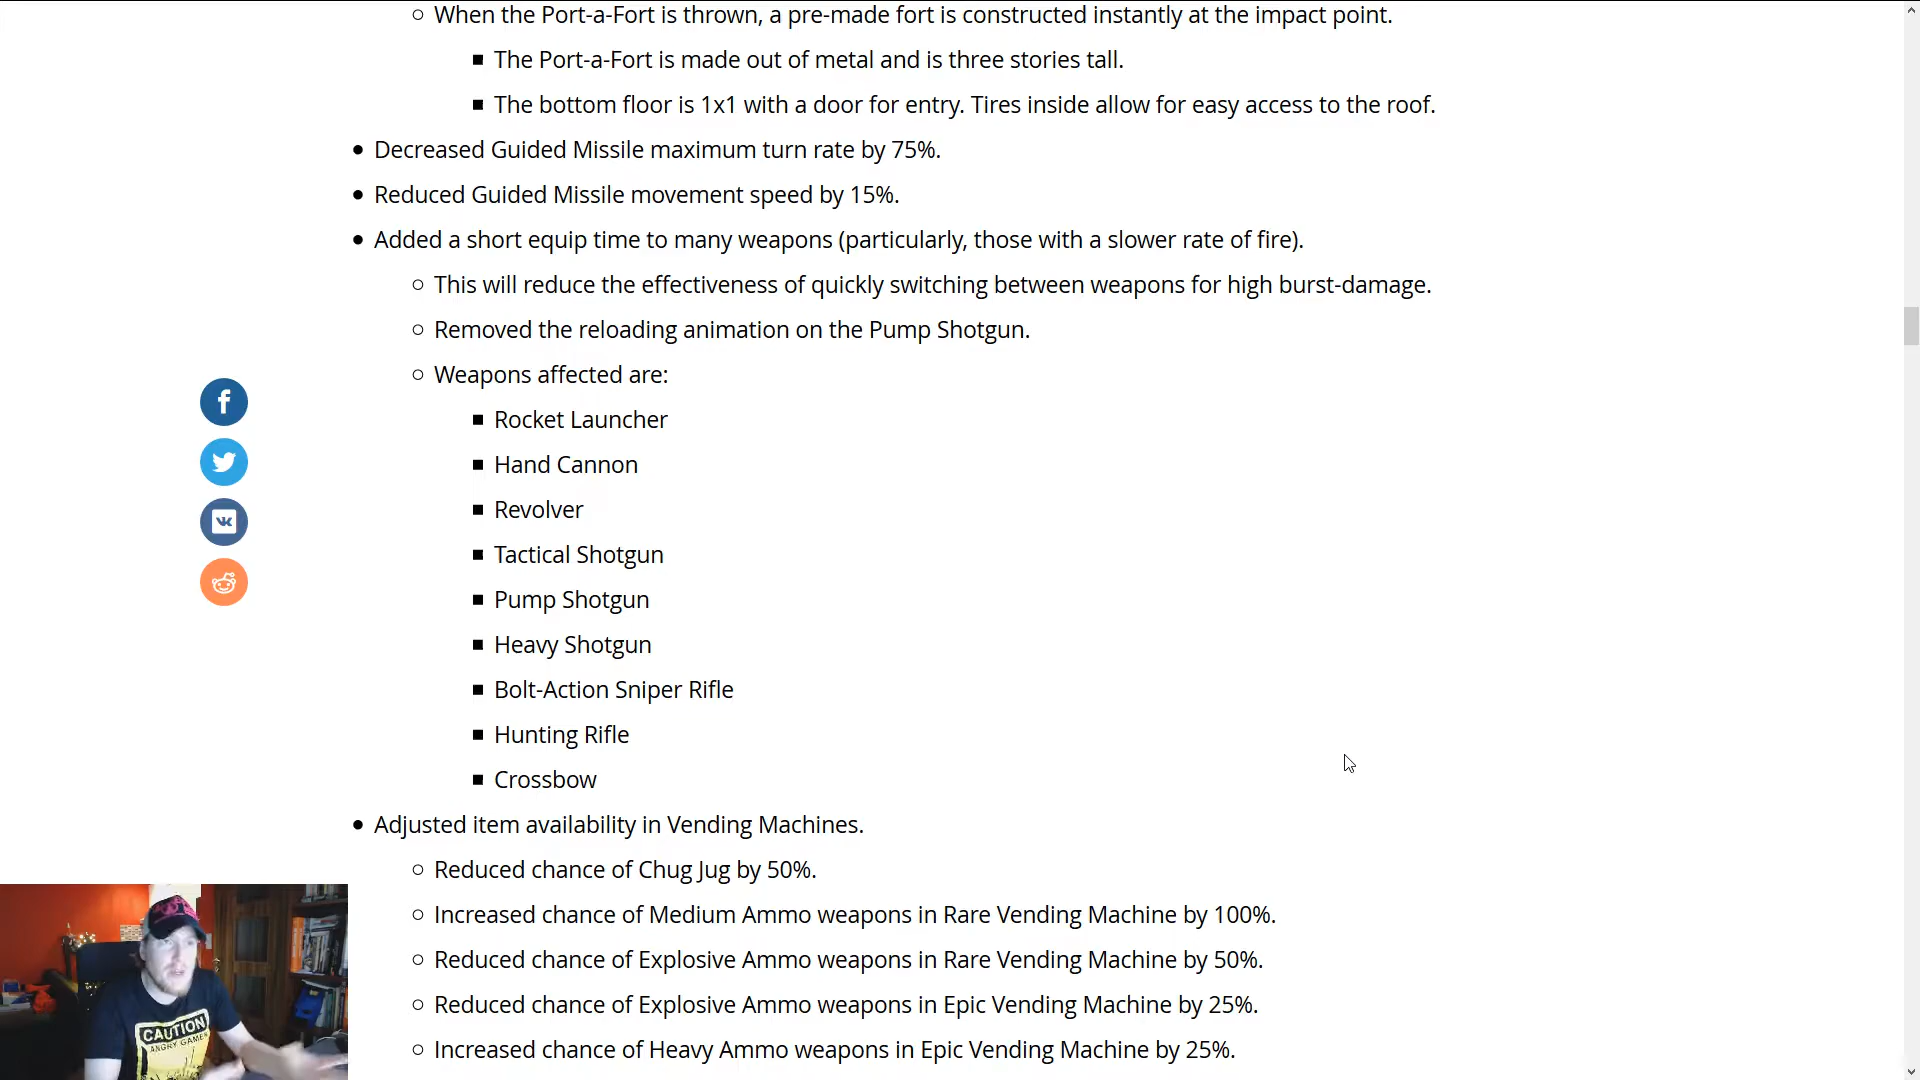 When the Port-a-Fort is thrown, a pre-made fort is constructed instantly at the impact point.
The Port-a-Fort is made out of metal and is three stories tall.
The bottom floor is 1x1 with a door for entry. Tires inside allow for easy access to the roof.
Decreased Guided Missile maximum turn rate by 75%.
Reduced Guided Missile movement speed by 15%.
Added a short equip time to many weapons (particularly, those with a slower rate of fire).
This will reduce the effectiveness of quickly switching between weapons for high burst-damage.
Removed the reloading animation on the Pump Shotgun.
Weapons affected are:
Rocket Launcher
Hand Cannon
Revolver
Tactical Shotgun
Pump Shotgun
Heavy Shotgun
Bolt-Action Sniper Rifle
Hunting Rifle
Crossbow
Adjusted item availability in Vending Machines.
Reduced chance of Chug Jug by 50%.
Increased chance of Medium Ammo weapons in Rare Vending Machine by 100%.
Reduced chance of Explosive Ammo weapons in Rare Vending Machine by 50%.
Reduced chance of Explosive Ammo weapons in Epic Vending Machine by 25%.
Increased chance of Heavy Ammo weapons in Epic Vending Machine by 25%.
CAUTION
ANGRY GAMER